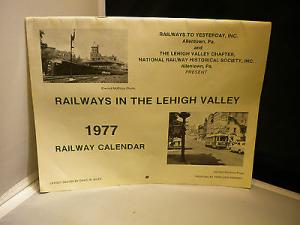 RAILWAYS TO YESTERDAY, INC.
Allentown, Pa.
and
THE LEHIGH VALLEY CHAPTER,
NATIONAL RAILWAY HISTORICAL SOCIETY, INC.
Allentown, Pa.
PRESENT
RAILWAYS IN THE LEHIGH VALLEY
1977
RAILWAY CALENDAR